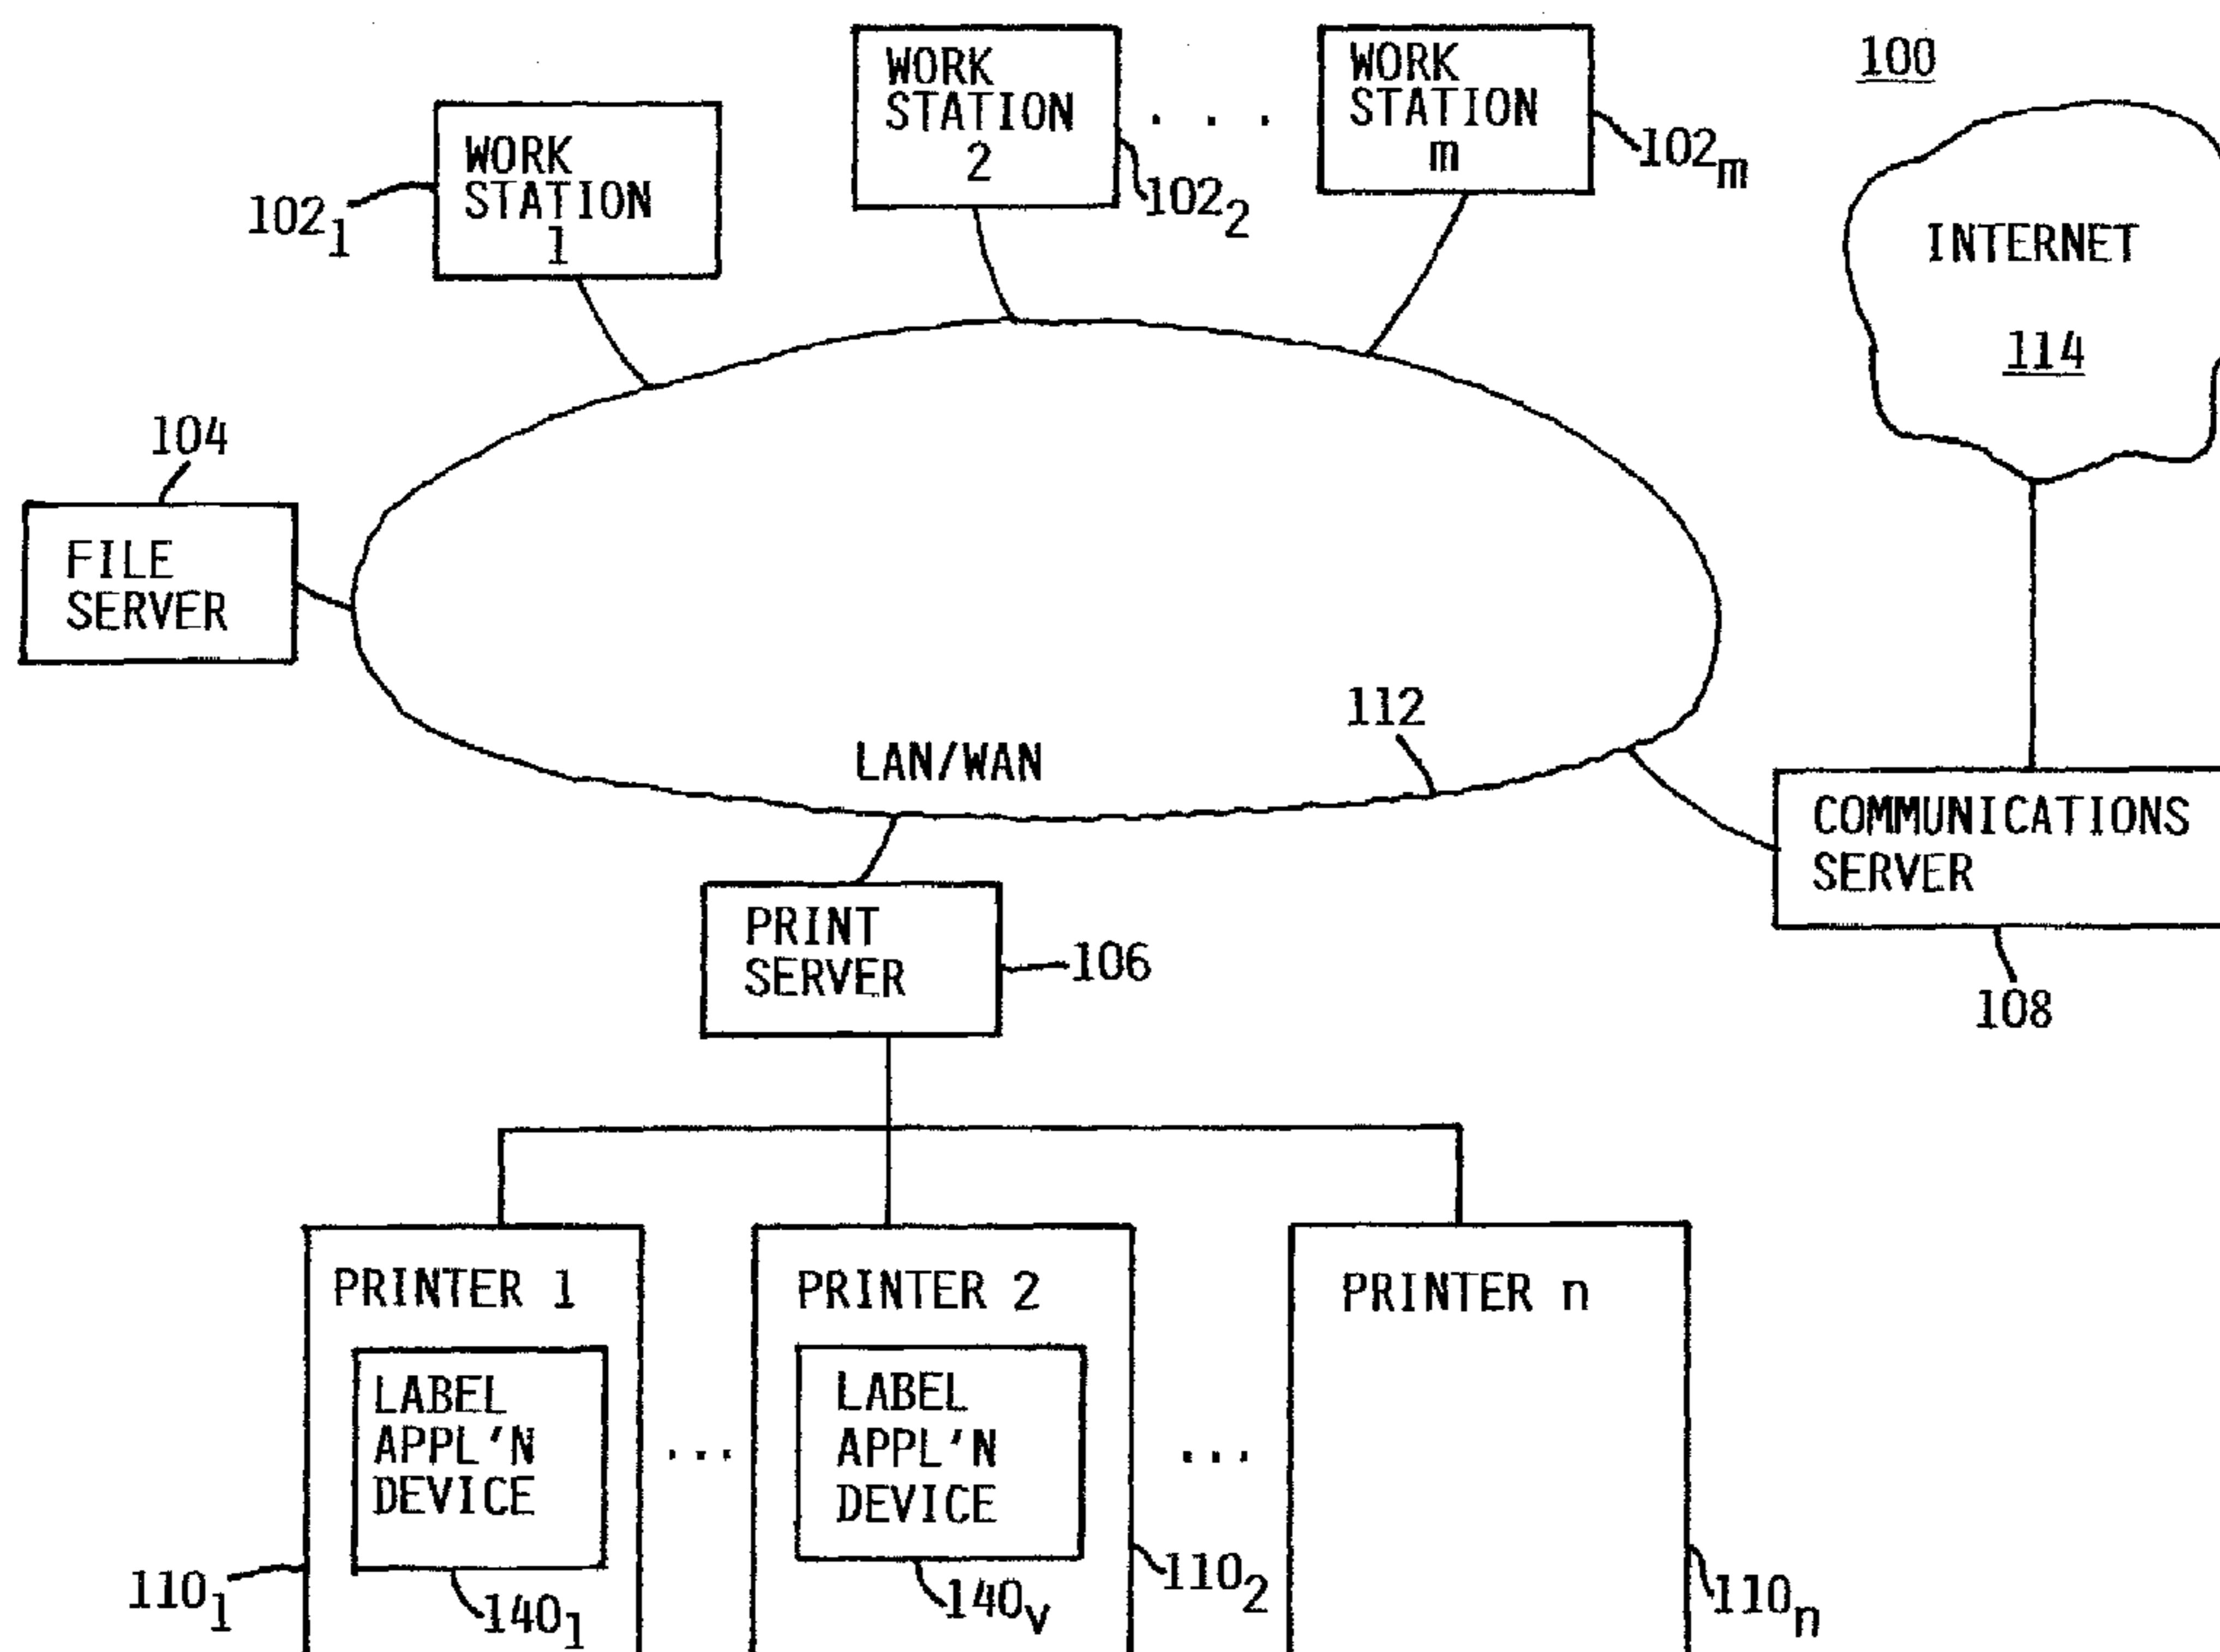 100
WORK
STATION
1
102₁
WORK
STATION
2
102₂
. . .
WORK
STATION
m
102ₘ
INTERNET
114
104
FILE
SERVER
LAN/WAN
112
COMMUNICATIONS
SERVER
108
PRINT
SERVER
106
PRINTER 1
LABEL
APPL'N
DEVICE
110₁
140₁
...
PRINTER 2
LABEL
APPL'N
DEVICE
140ᵥ
110₂
...
PRINTER n
110ₙ